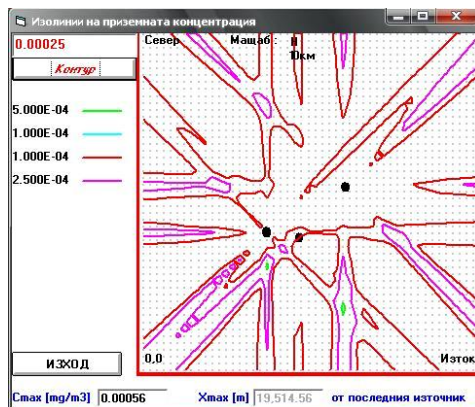 Изолинии на приземната концентрация
0.00025
Контур
5.000E-04
1.000E-04
1.000E-04
2.500E-04
ИЗХОД
Север Мащаб :
10км
0,0 Изток
Cmax [mg/m3] 0.00056 Xmax [m] 19,514.56 от последния източник